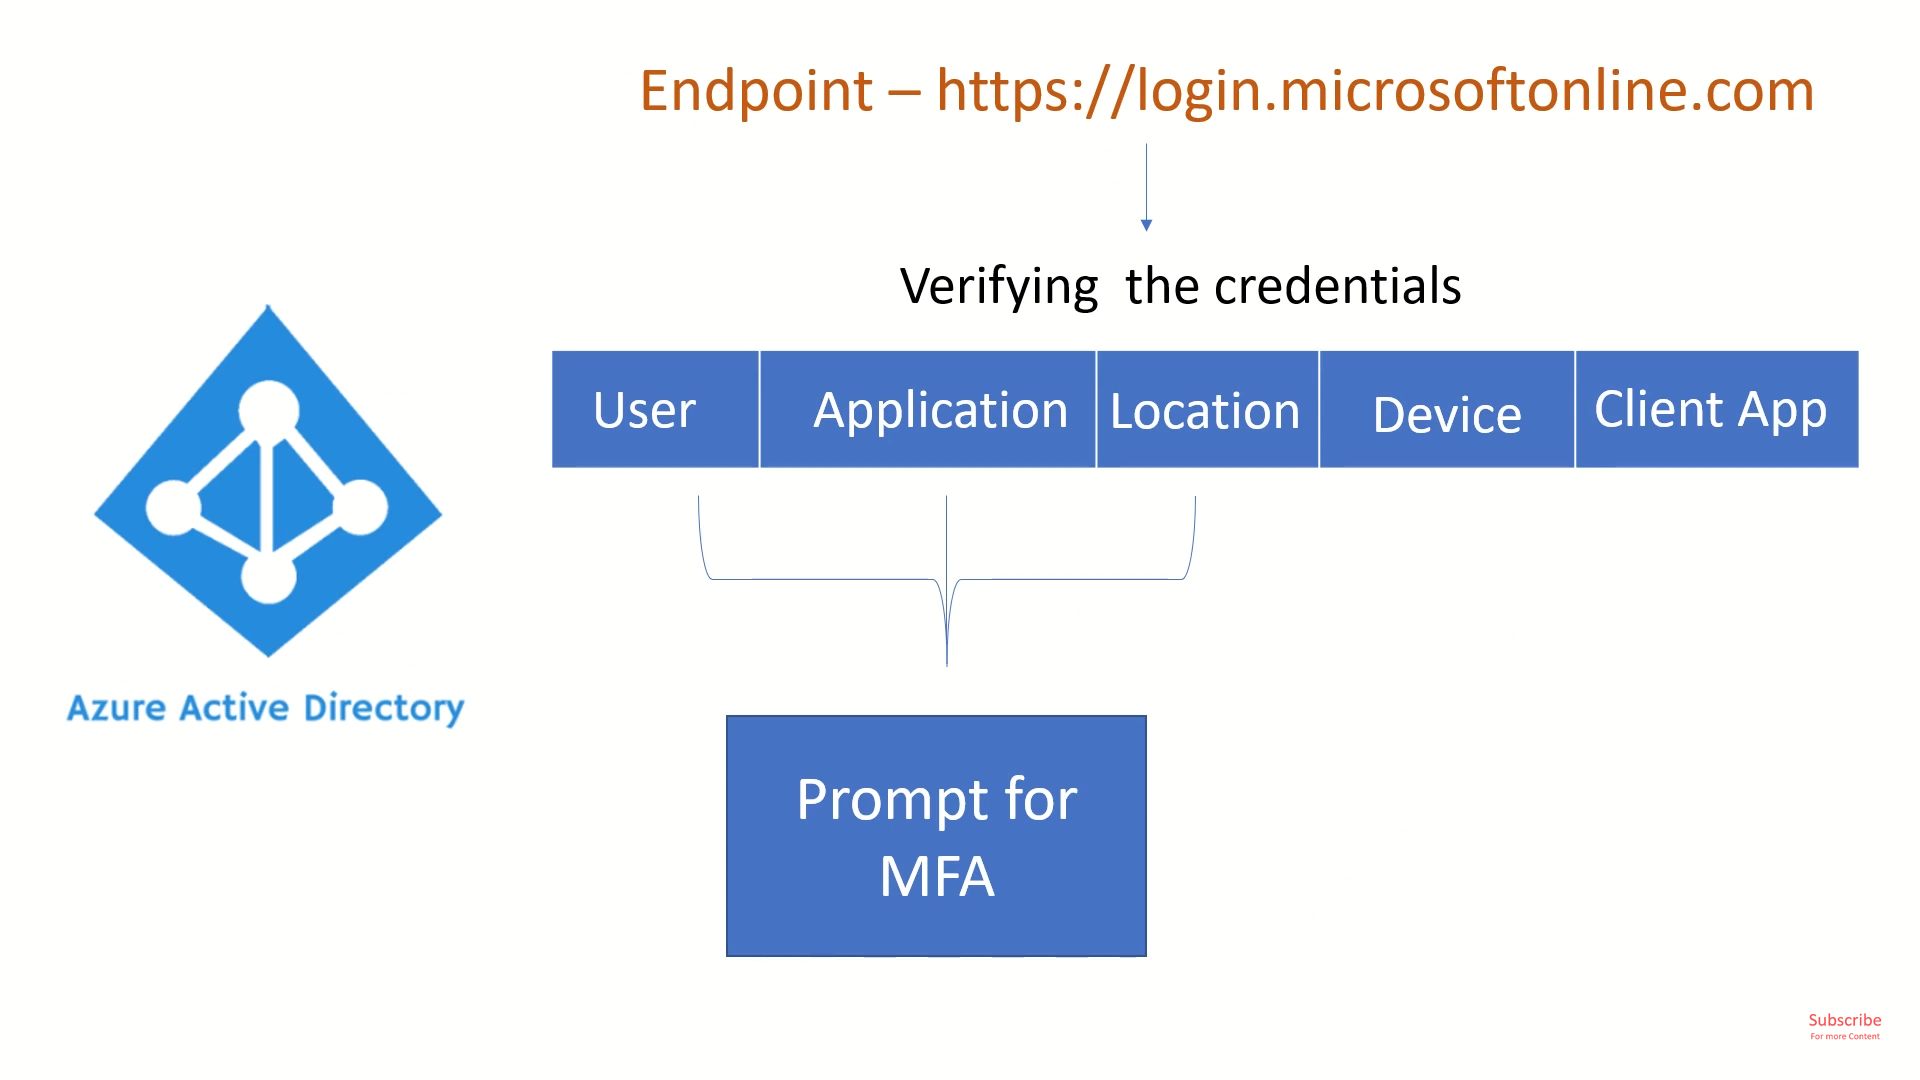 Endpoint – https://login.microsoftonline.com
Verifying  the credentials
User
Application
Location
Device
Client App
Azure Active Directory
Prompt for
MFA
Subscribe
For more Content